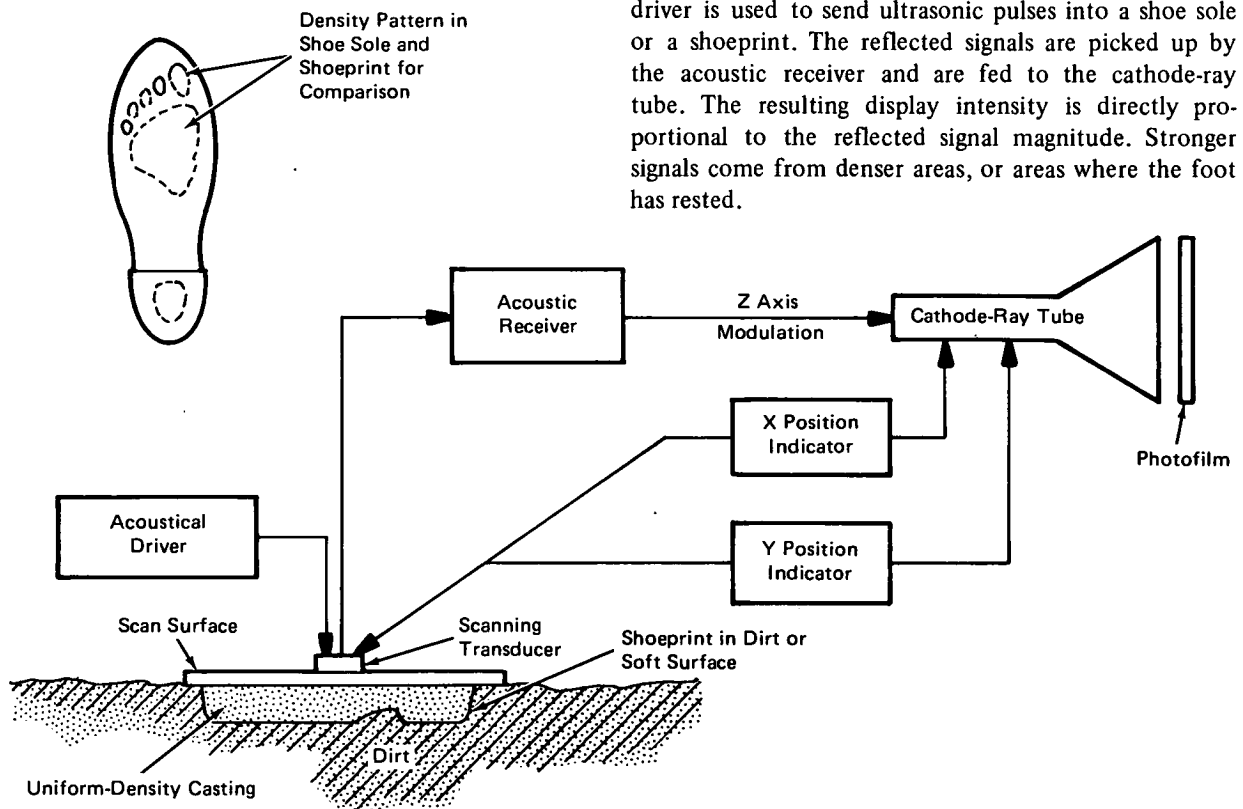 Density Pattern in
Shoe Sole and
Shoeprint for
Comparison
driver is used to send ultrasonic pulses into a shoe sole
or a shoeprint. The reflected signals are picked up by
the acoustic receiver and are fed to the cathode-ray
tube. The resulting display intensity is directly pro-
portional to the reflected signal magnitude. Stronger
signals come from denser areas, or areas where the foot
has rested.
Acoustic
Receiver
Z Axis
Modulation
Cathode-Ray Tube
X Position
Indicator
Photofilm
Acoustical
Driver
Y Position
Indicator
Scan Surface
Scanning
Transducer
Shoeprint in Dirt or
Soft Surface
Dirt
Uniform-Density Casting